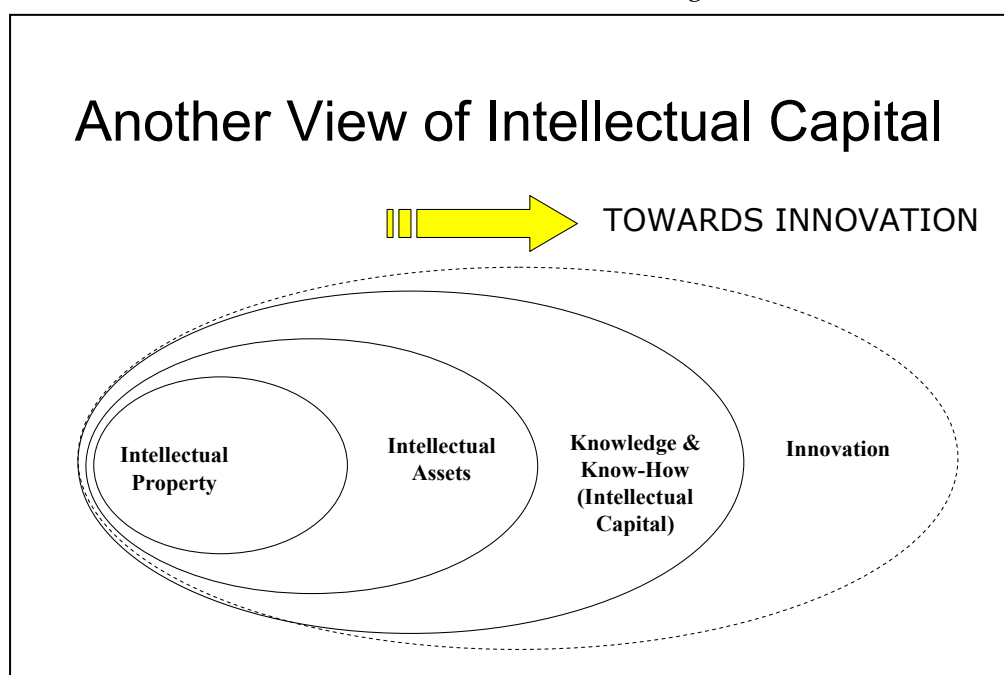 Another View of Intellectual Capital
TOWARDS INNOVATION
Intellectual
Property
Intellectual
Assets
Knowledge &
Know-How
(Intellectual
Capital)
Innovation